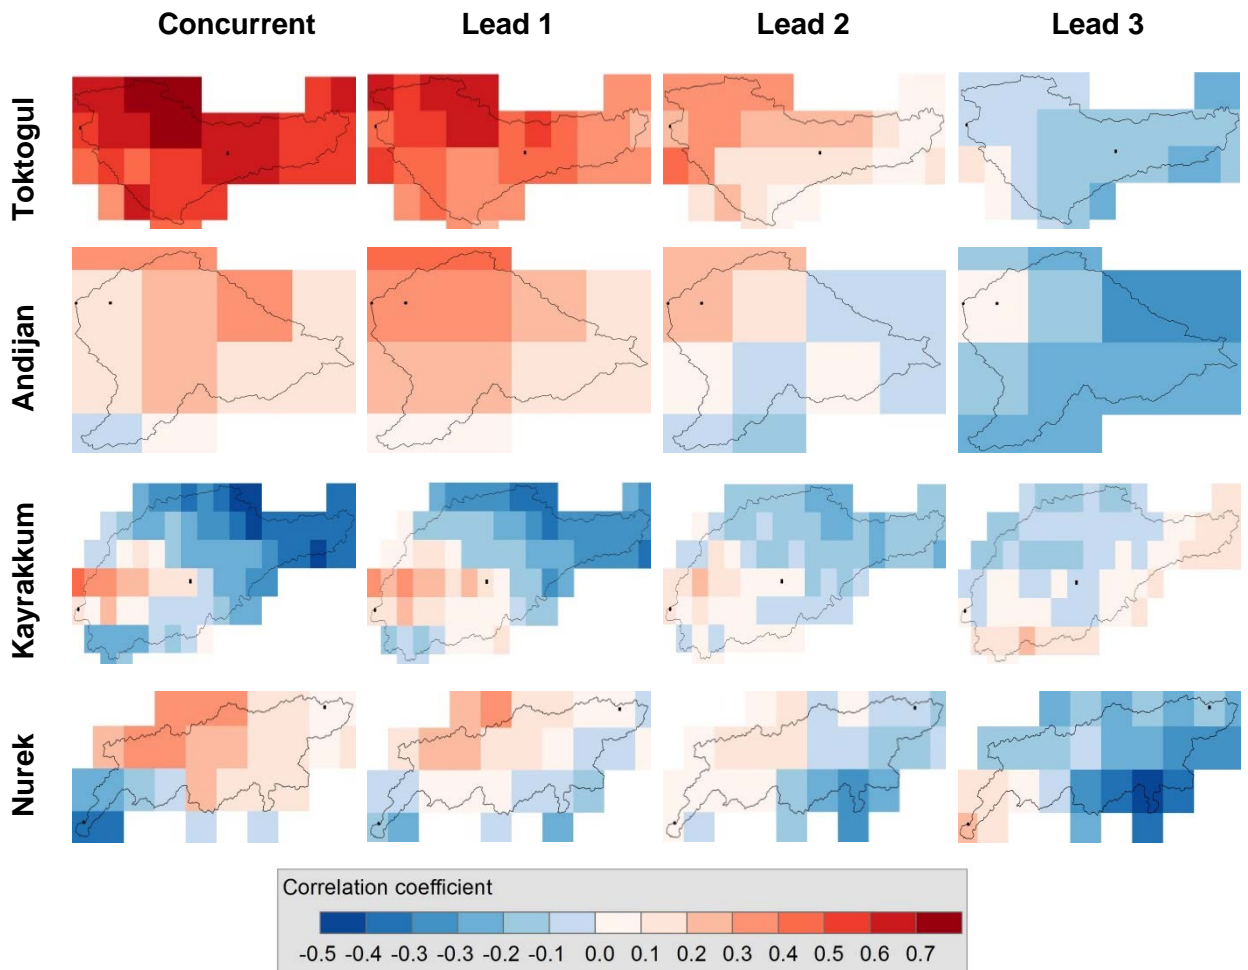 Concurrent Lead 1 Lead 2 Lead 3
Toktogul
Andijan
Kayrakkum
Nurek
Correlation coefficient
-0.5 -0.4 -0.3 -0.3 -0.2 -0.1 0.0 0.1 0.2 0.3 0.4 0.5 0.6 0.7